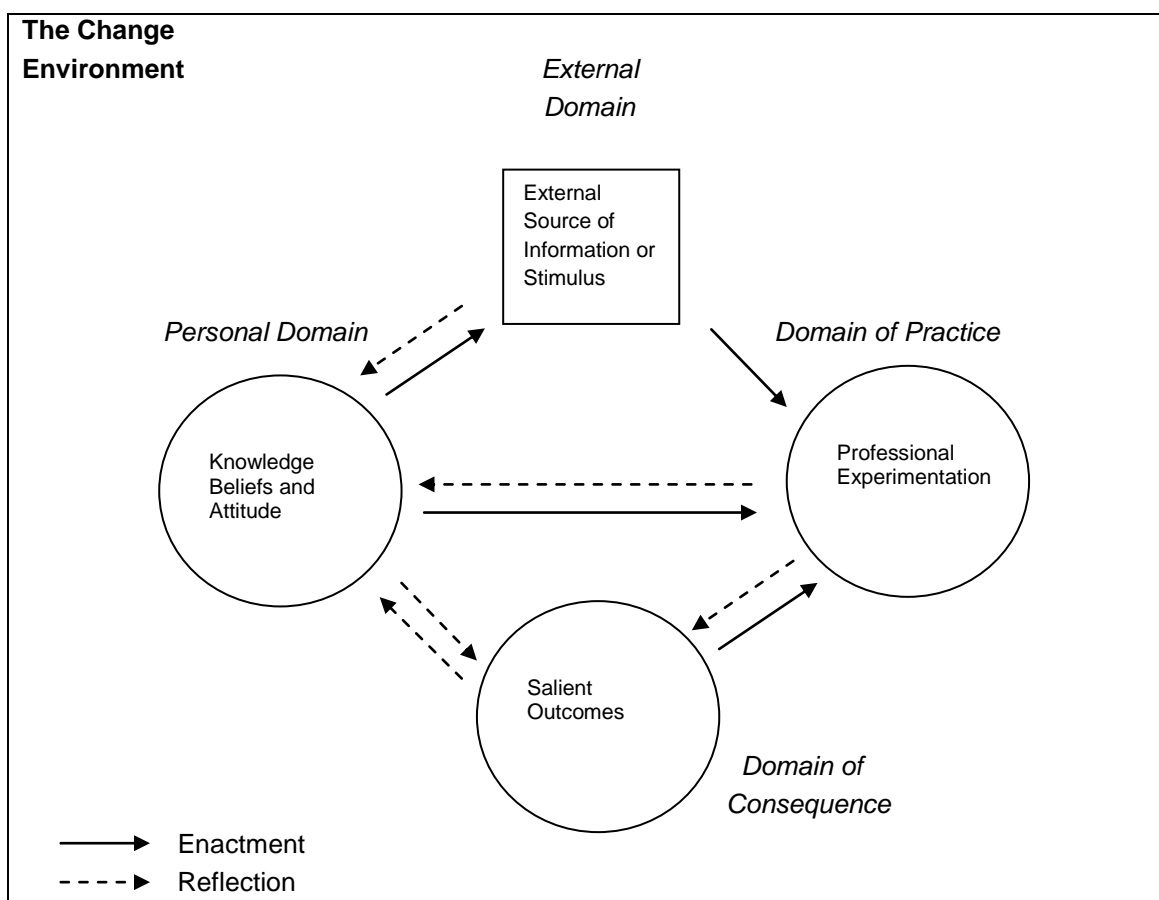 The Change
Environment
External
Domain
External
Source of
Information or
Stimulus
Personal Domain
Domain of Practice
Knowledge
Beliefs and
Attitude
Professional
Experimentation
Salient
Outcomes
Domain of
Consequence
Enactment
Reflection